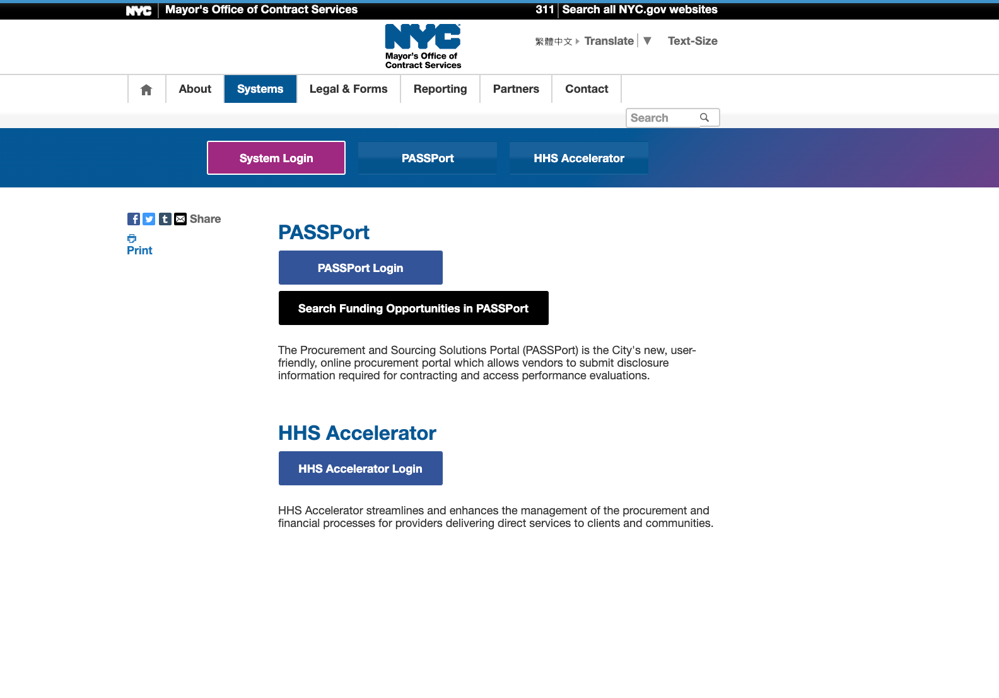 NYC Mayor's Office of Contract Services 311 Search all NYC.gov websites
NYC
Mayor's Office of
Contract Services
繁體中文 Translate ▼ Text-Size
About Systems Legal & Forms Reporting Partners Contact
Search
System Login PASSPort HHS Accelerator
Share
Print
PASSPort
PASSPort Login
Search Funding Opportunities in PASSPort
The Procurement and Sourcing Solutions Portal (PASSPort) is the City's new, user-
friendly, online procurement portal which allows vendors to submit disclosure
information required for contracting and access performance evaluations.
HHS Accelerator
HHS Accelerator Login
HHS Accelerator streamlines and enhances the management of the procurement and
financial processes for providers delivering direct services to clients and communities.